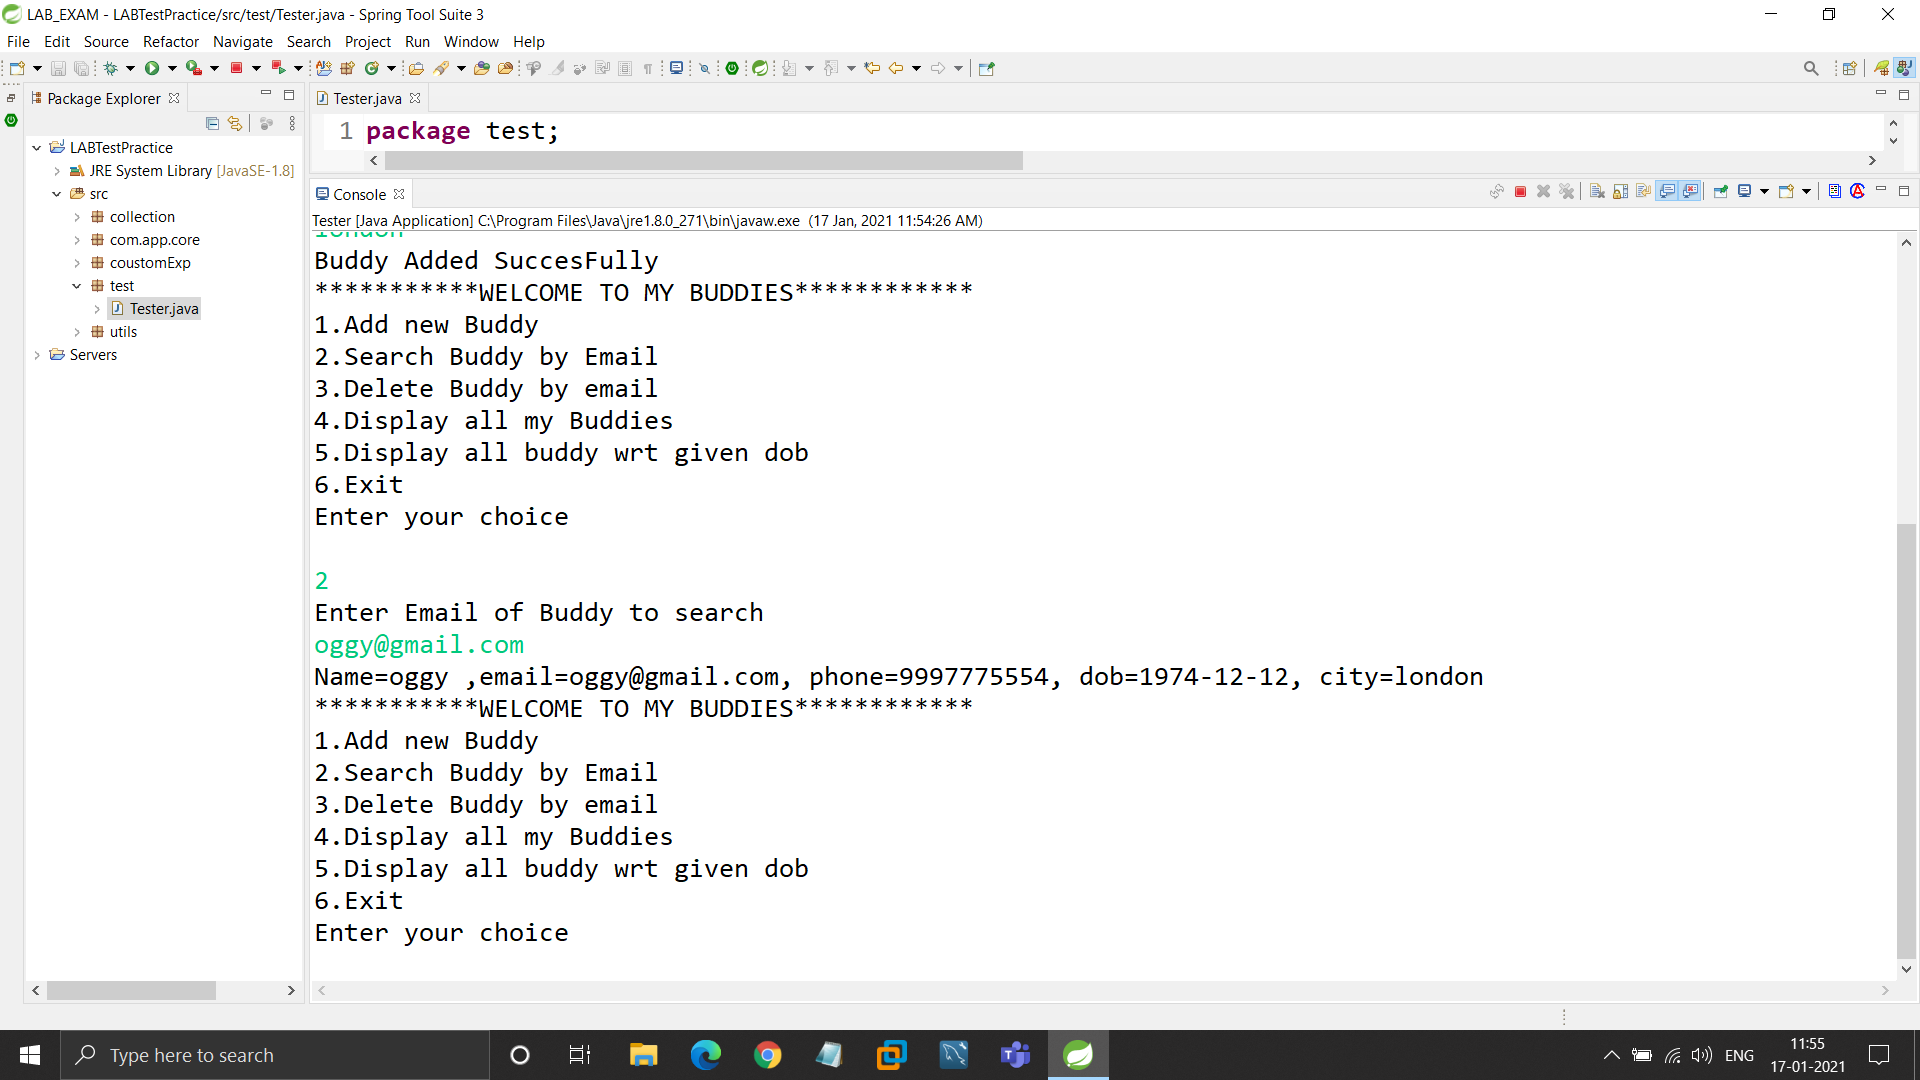 LAB_EXAM - LABTestPractice/src/test/Tester.java - Spring Tool Suite 3
File Edit Source Refactor Navigate Search Project Run Window Help
Package Explorer
LABTestPractice
JRE System Library [JavaSE-1.8]
src
collection
com.app.core
coustomExp
test
Tester.java
utils
Servers
Tester.java
1 package test;
Console
Tester [Java Application] C:\Program Files\Java\jre1.8.0_271\bin\javaw.exe (17 Jan, 2021 11:54:26 AM)
london
Buddy Added SuccesFully
***********WELCOME TO MY BUDDIES************
1.Add new Buddy
2.Search Buddy by Email
3.Delete Buddy by email
4.Display all my Buddies
5.Display all buddy wrt given dob
6.Exit
Enter your choice
2
Enter Email of Buddy to search
oggy@gmail.com
Name=oggy ,email=oggy@gmail.com, phone=9997775554, dob=1974-12-12, city=london
***********WELCOME TO MY BUDDIES************
1.Add new Buddy
2.Search Buddy by Email
3.Delete Buddy by email
4.Display all my Buddies
5.Display all buddy wrt given dob
6.Exit
Enter your choice
Type here to search
ENG
11:55
17-01-2021